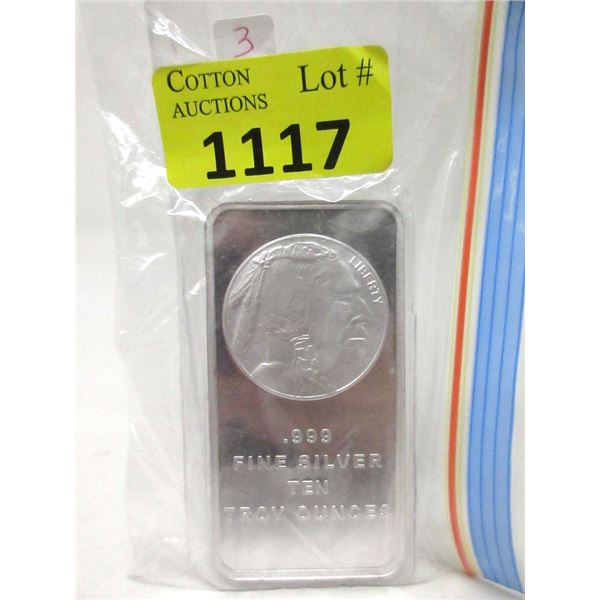 3
COTTON AUCTIONS
Lot #
1117
LIBERTY
.999
FINE SILVER
TEN
TROY OUNCES